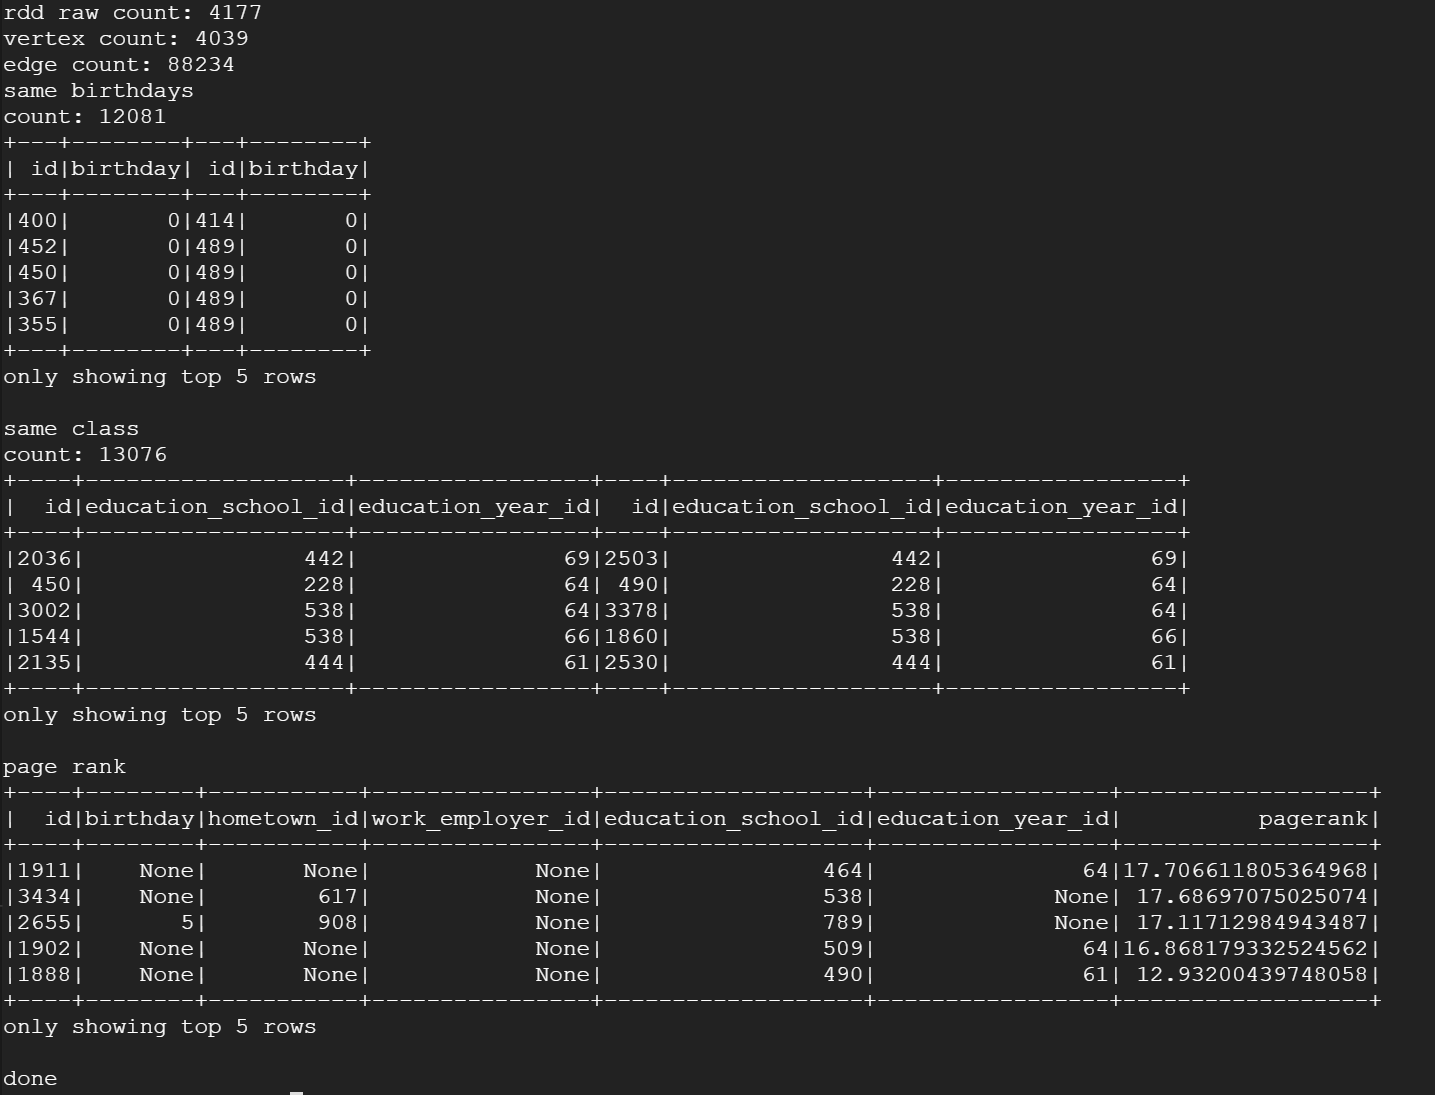 rdd raw count: 4177
vertex count: 4039
edge count: 88234
same birthdays
count: 12081
+---+--------+---+--------+
| id|birthday| id|birthday|
+---+--------+---+--------+
|400|       0|414|       0|
|452|       0|489|       0|
|450|       0|489|       0|
|367|       0|489|       0|
|355|       0|489|       0|
+---+--------+---+--------+
only showing top 5 rows

same class
count: 13076
+----+-------------------+-----------------+----+-------------------+-----------------+
|  id|education_school_id|education_year_id|  id|education_school_id|education_year_id|
+----+-------------------+-----------------+----+-------------------+-----------------+
|2036|                442|               69|2503|                442|               69|
| 450|                228|               64| 490|                228|               64|
|3002|                538|               64|3378|                538|               64|
|1544|                538|               66|1860|                538|               66|
|2135|                444|               61|2530|                444|               61|
+----+-------------------+-----------------+----+-------------------+-----------------+
only showing top 5 rows

page rank
+----+--------+-----------+----------------+-------------------+-----------------+------------------+
|  id|birthday|hometown_id|work_employer_id|education_school_id|education_year_id|          pagerank|
+----+--------+-----------+----------------+-------------------+-----------------+------------------+
|1911|    None|       None|            None|                464|               64|17.706611805364968|
|3434|    None|        617|            None|                538|             None| 17.68697075025074|
|2655|       5|        908|            None|                789|             None| 17.11712984943487|
|1902|    None|       None|            None|                509|               64|16.868179332524562|
|1888|    None|       None|            None|                490|               61| 12.93200439748058|
+----+--------+-----------+----------------+-------------------+-----------------+------------------+
only showing top 5 rows

done